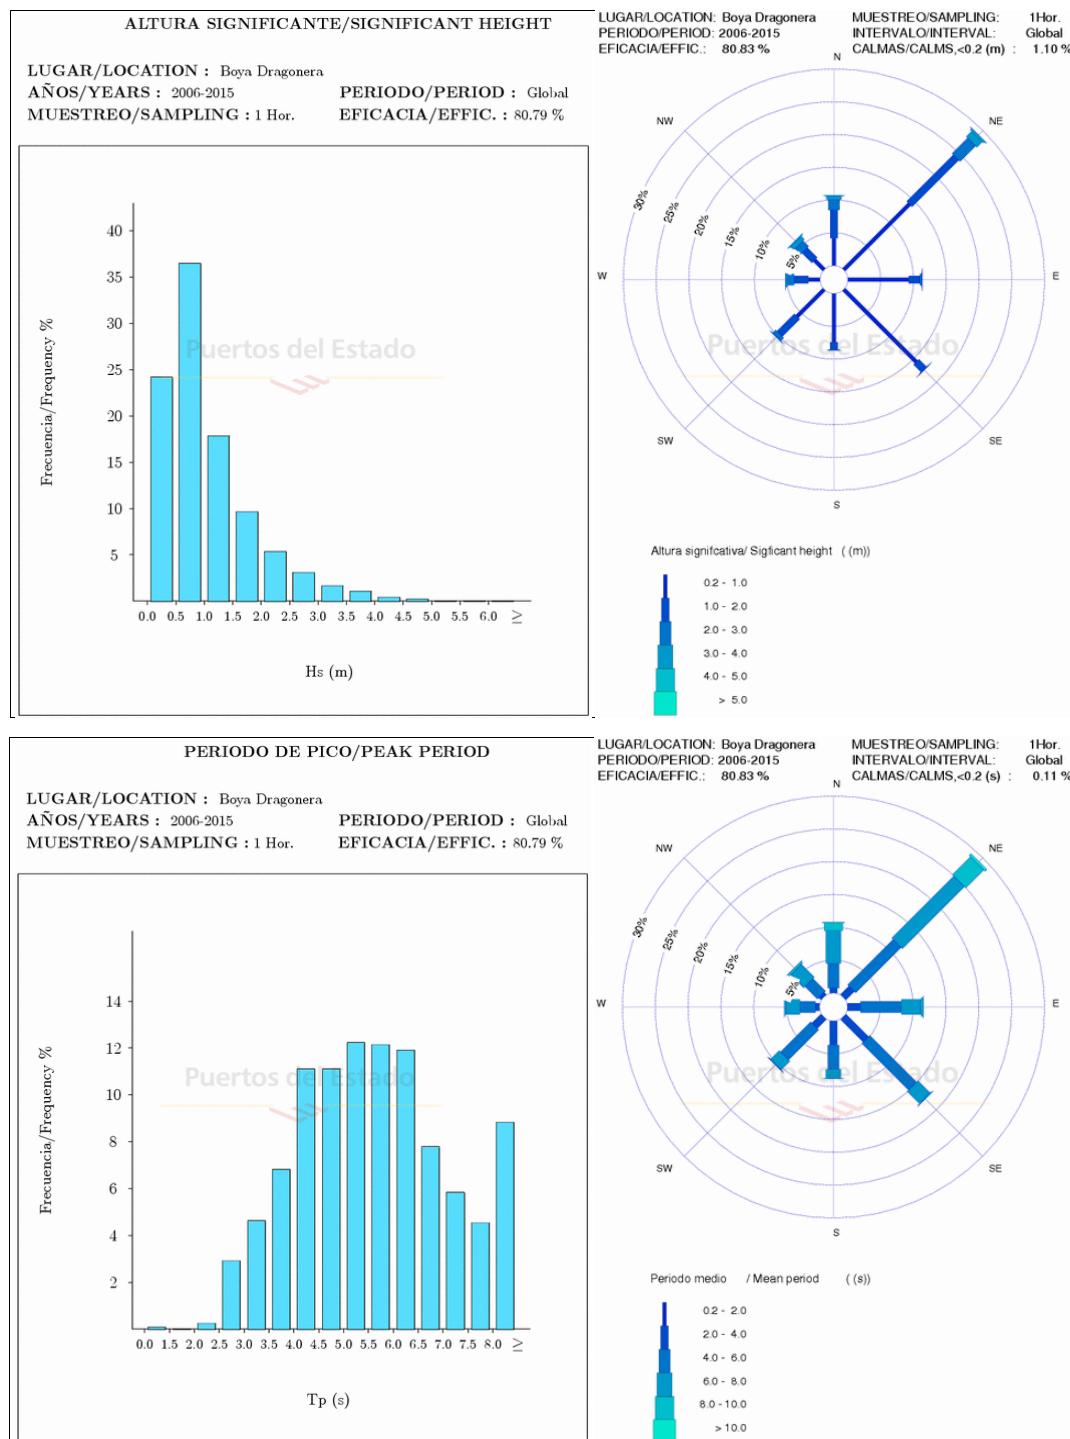 ALTURA SIGNIFICANTE/SIGNIFICANT HEIGHT
LUGAR/LOCATION : Boya Dragonera
AÑOS/YEARS : 2006-2015 PERIODO/PERIOD : Global
MUESTREO/SAMPLING : 1 Hor. EFICACIA/EFFIC. : 80.79 %
Frecuencia/Frequency %
40
35
30
25
20
15
10
5
Puertos del Estado
0.0 0.5 1.0 1.5 2.0 2.5 3.0 3.5 4.0 4.5 5.0 5.5 6.0 ≥
Hs (m)
LUGAR/LOCATION: Boya Dragonera MUESTREO/SAMPLING: 1Hor.
PERIODO/PERIOD: 2006-2015 INTERVALO/INTERVAL: Global
EFICACIA/EFFIC.: 80.83 % CALMAS/CALMS,<0.2 (m) : 1.10 %
N
NW NE
30% 25% 20% 15% 10% 5%
W E
Puertos del Estado
SW SE
S
Altura signifcativa/ Sigficant height ( (m))
0.2 - 1.0
1.0 - 2.0
2.0 - 3.0
3.0 - 4.0
4.0 - 5.0
> 5.0
PERIODO DE PICO/PEAK PERIOD
LUGAR/LOCATION : Boya Dragonera
AÑOS/YEARS : 2006-2015 PERIODO/PERIOD : Global
MUESTREO/SAMPLING : 1 Hor. EFICACIA/EFFIC. : 80.79 %
Frecuencia/Frequency %
14
12
10
8
6
4
2
Puertos del Estado
0.0 1.5 2.0 2.5 3.0 3.5 4.0 4.5 5.0 5.5 6.0 6.5 7.0 7.5 8.0 ≥
Tp (s)
LUGAR/LOCATION: Boya Dragonera MUESTREO/SAMPLING: 1Hor.
PERIODO/PERIOD: 2006-2015 INTERVALO/INTERVAL: Global
EFICACIA/EFFIC.: 80.83 % CALMAS/CALMS,<0.2 (s) : 0.11 %
N
NW NE
30% 25% 20% 15% 10% 5%
W E
Puertos del Estado
SW SE
S
Periodo medio / Mean period ( (s))
0.2 - 2.0
2.0 - 4.0
4.0 - 6.0
6.0 - 8.0
8.0 - 10.0
> 10.0